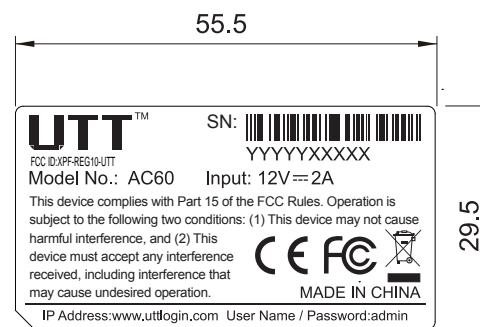 55.5
UTT™ SN:
YYYYYXXXXX
FCC ID:XPF-REG10-UTT
Model No.: AC60 Input: 12V⎓2A
This device complies with Part 15 of the FCC Rules. Operation is
subject to the following two conditions: (1) This device may not cause
harmful interference, and (2) This
device must accept any interference
received, including interference that
may cause undesired operation.
CE FC
MADE IN CHINA
IP Address:www.uttlogin.com User Name / Password:admin
29.5